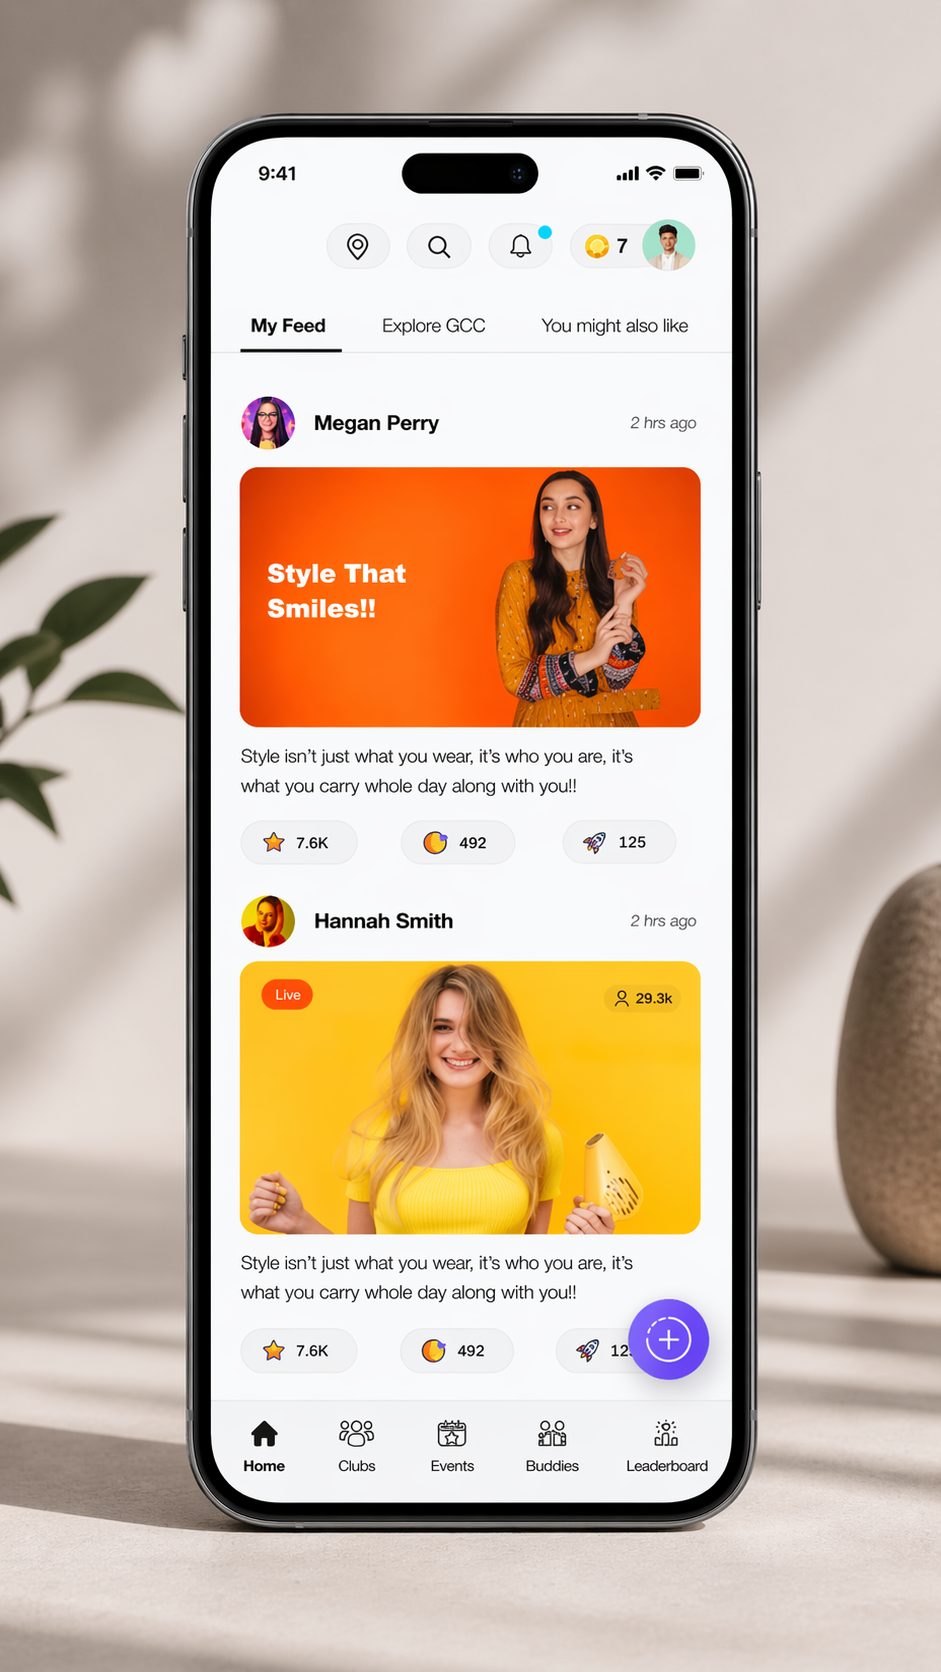 9:41
7
My Feed
Explore GCC
You might also like
Megan Perry
2 hrs ago
Style That
Smiles!!
Style isn’t just what you wear, it’s who you are, it’s
what you carry whole day along with you!!
7.6K
492
125
Hannah Smith
2 hrs ago
Live
29.3k
Style isn’t just what you wear, it’s who you are, it’s
what you carry whole day along with you!!
7.6K
492
Home
Clubs
Events
Buddies
Leaderboard